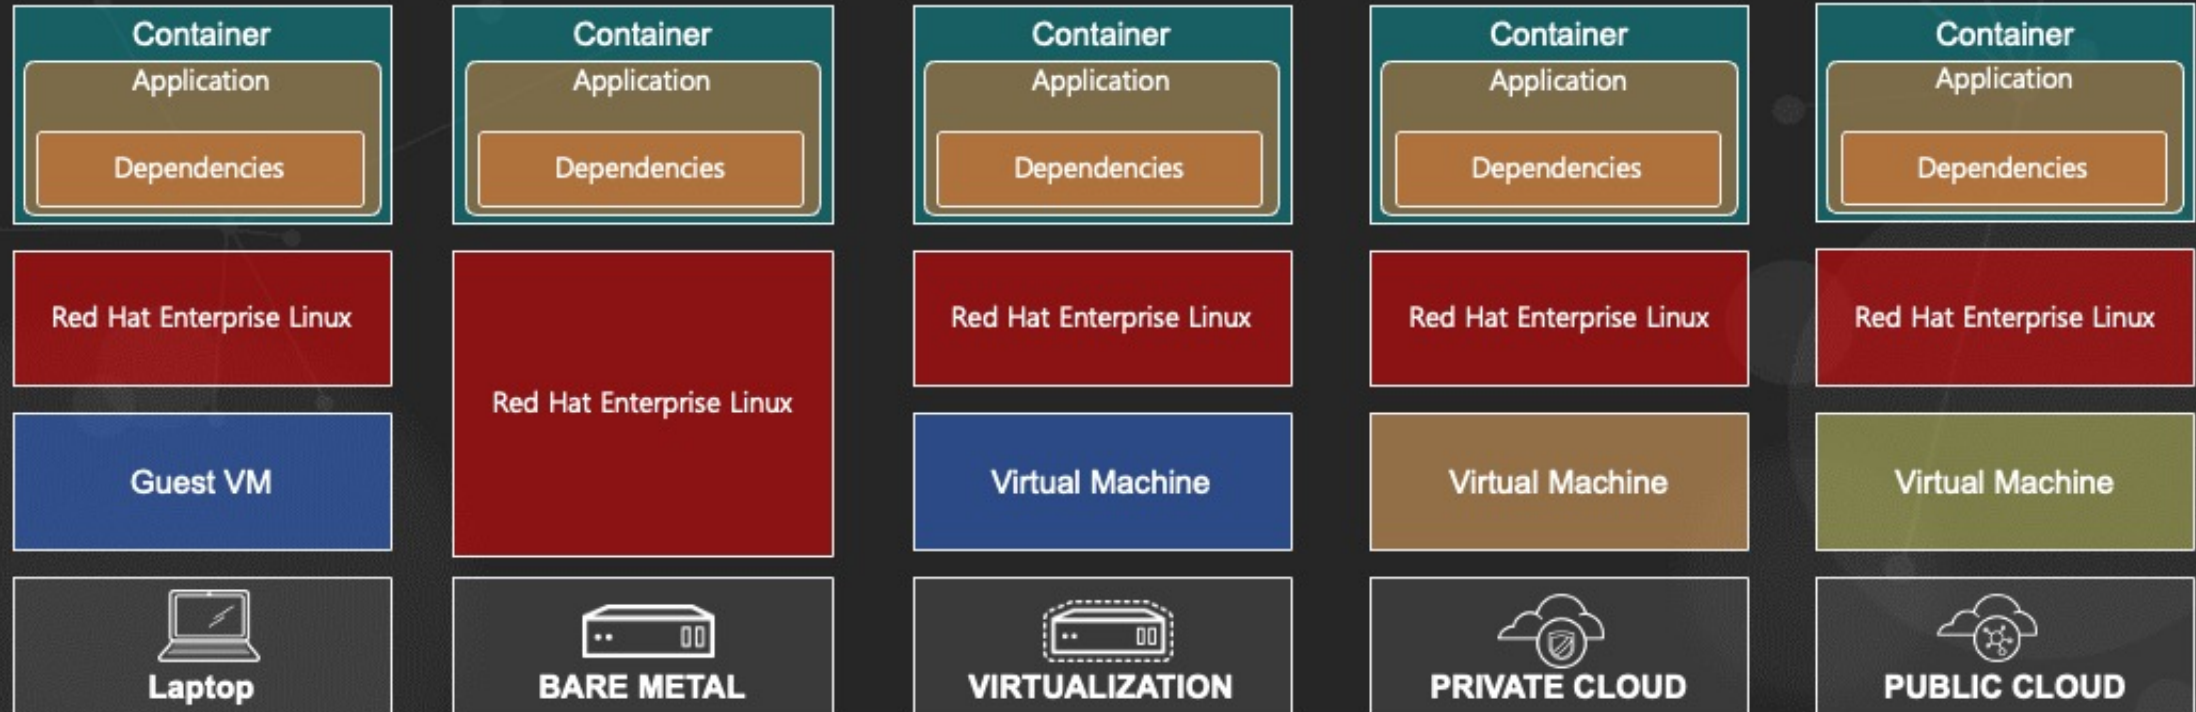 Container
Application
Dependencies
Red Hat Enterprise Linux
Guest VM
Laptop
Container
Application
Dependencies
Red Hat Enterprise Linux
BARE METAL
Container
Application
Dependencies
Red Hat Enterprise Linux
Virtual Machine
VIRTUALIZATION
Container
Application
Dependencies
Red Hat Enterprise Linux
Virtual Machine
PRIVATE CLOUD
Container
Application
Dependencies
Red Hat Enterprise Linux
Virtual Machine
PUBLIC CLOUD